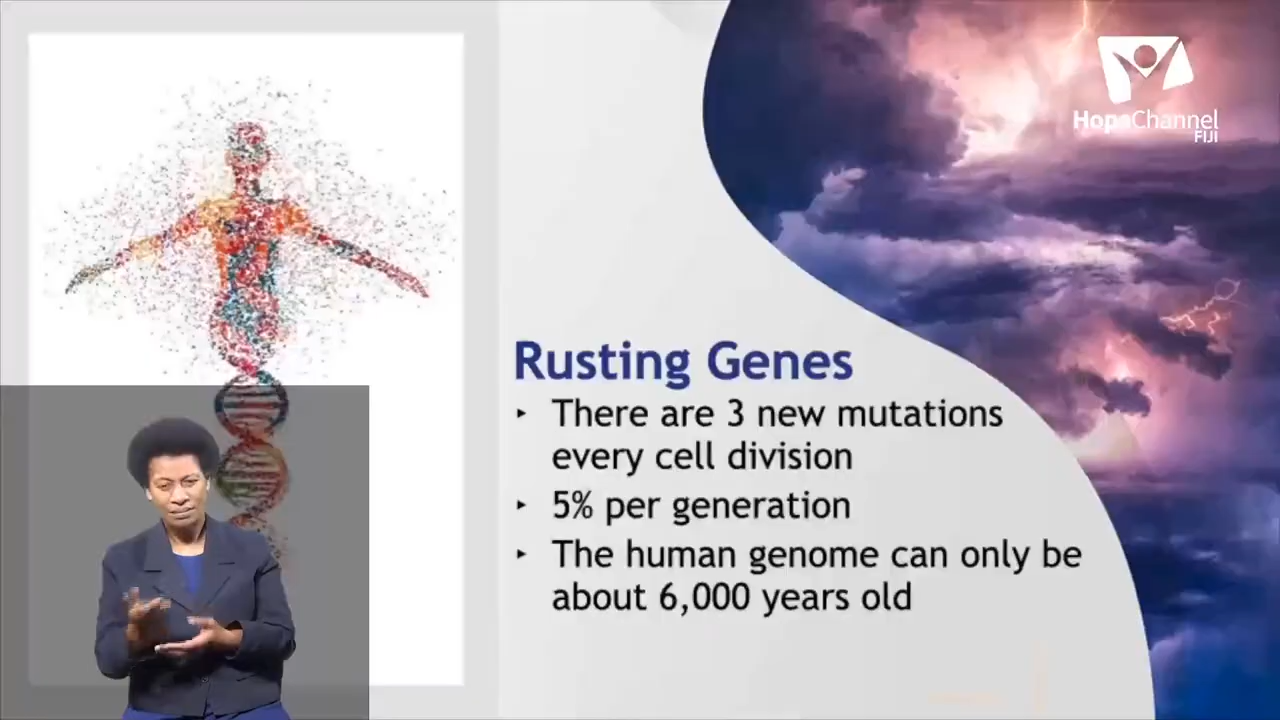 HopeChannel
FIJI
Rusting Genes
‣ There are 3 new mutations
every cell division
‣ 5% per generation
‣ The human genome can only be
about 6,000 years old